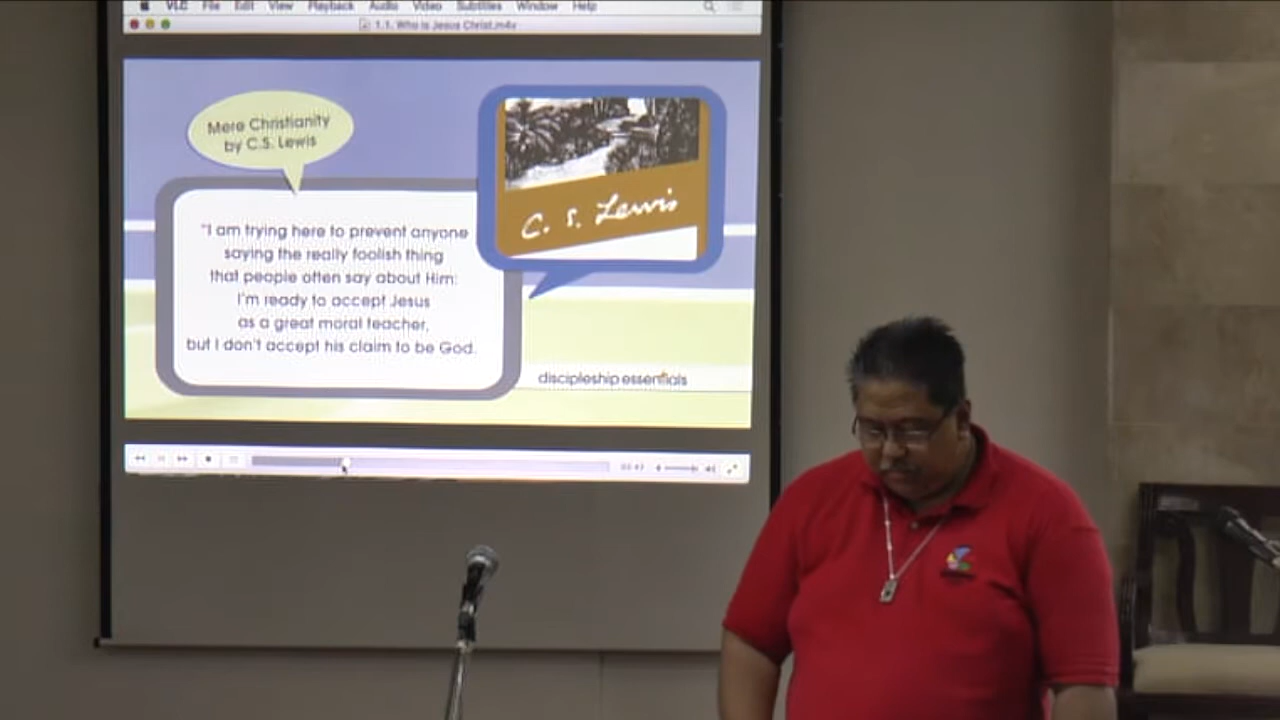 VLC File Edit View Playback Audio Video Subtitles Window Help
1.1. Who is Jesus Christ.m4v
Mere Christianity
by C.S. Lewis
C. S. Lewis
"I am trying here to prevent anyone
saying the really foolish thing
that people often say about Him:
I'm ready to accept Jesus
as a great moral teacher,
but I don't accept his claim to be God.
discipleship essentials